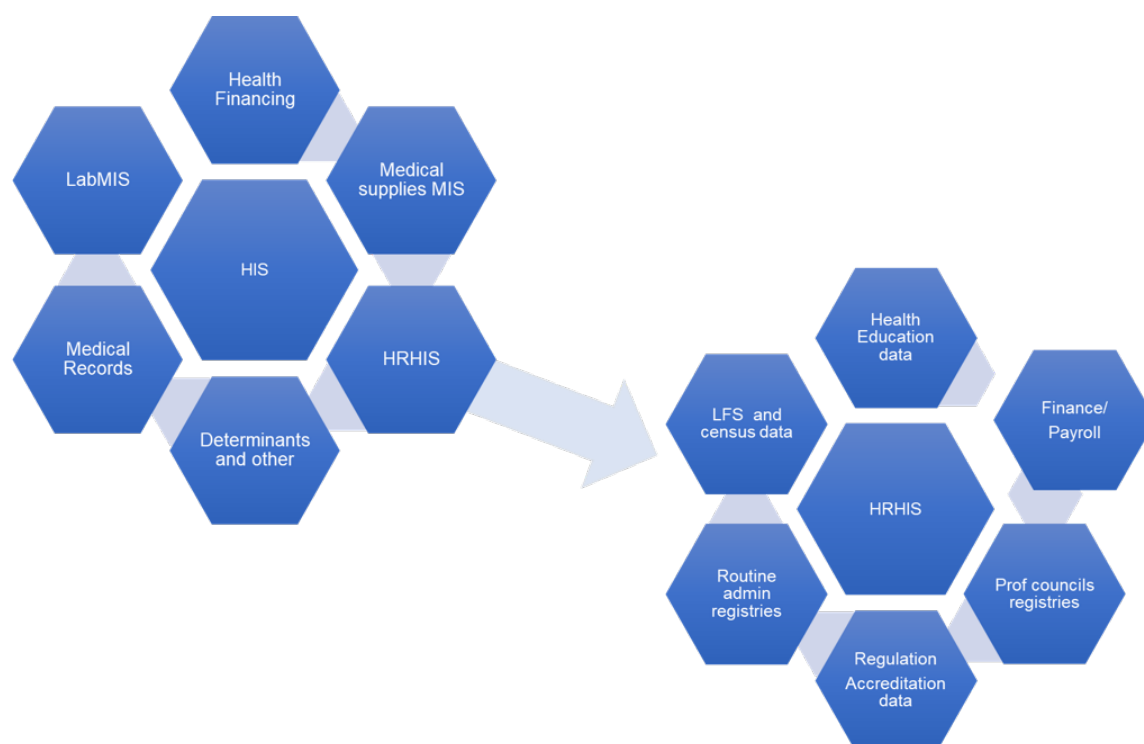 Health
Financing
LabMIS
Medical
supplies MIS
HIS
Medical
Records
HRHIS
Determinants
and other
Health
Education
data
LFS and
census data
Finance/
Payroll
HRHIS
Routine
admin
registries
Prof councils
registries
Regulation
Accreditation
data